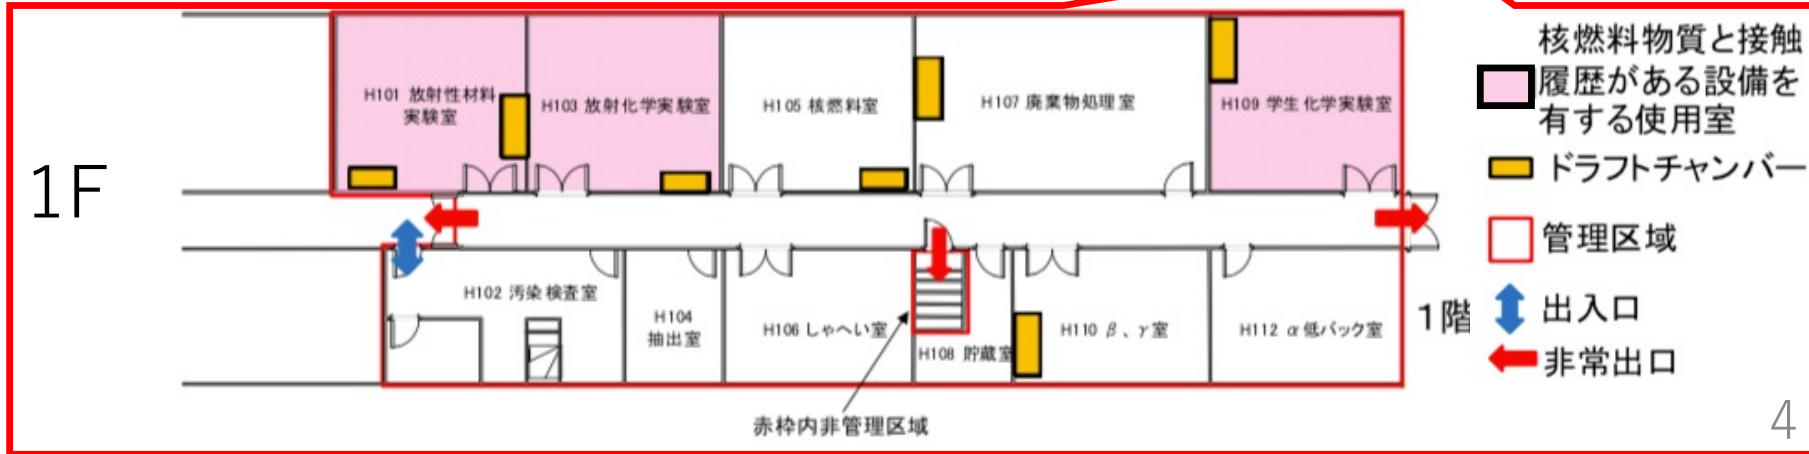 1F
H101 放射性材料
実験室
H103 放射化学実験室
H105 核燃料室
H107 廃棄物処理室
H109 学生化学実験室
H102 汚染検査室
H104
抽出室
H106 しゃへい室
H108 貯蔵室
H110 β、γ室
H112 α低バック室
1階
赤枠内非管理区域
核燃料物質と接触
履歴がある設備を
有する使用室
ドラフトチャンバー
管理区域
出入口
非常出口
4